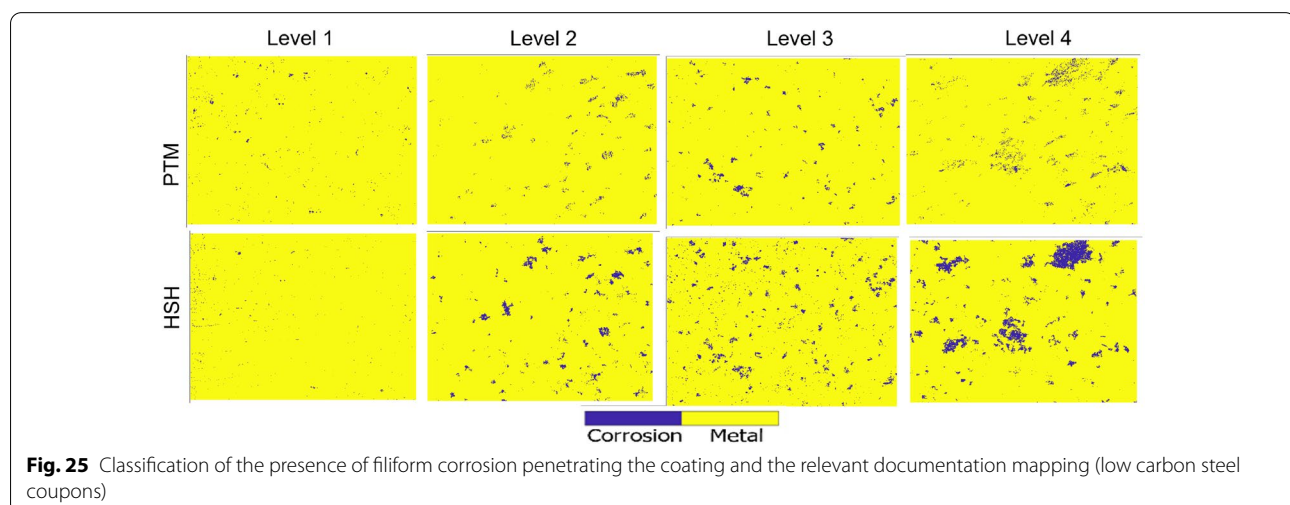 Level 1 Level 2 Level 3 Level 4
PTM
HSH
Corrosion Metal
Fig. 25 Classification of the presence of filiform corrosion penetrating the coating and the relevant documentation mapping (low carbon steel
coupons)